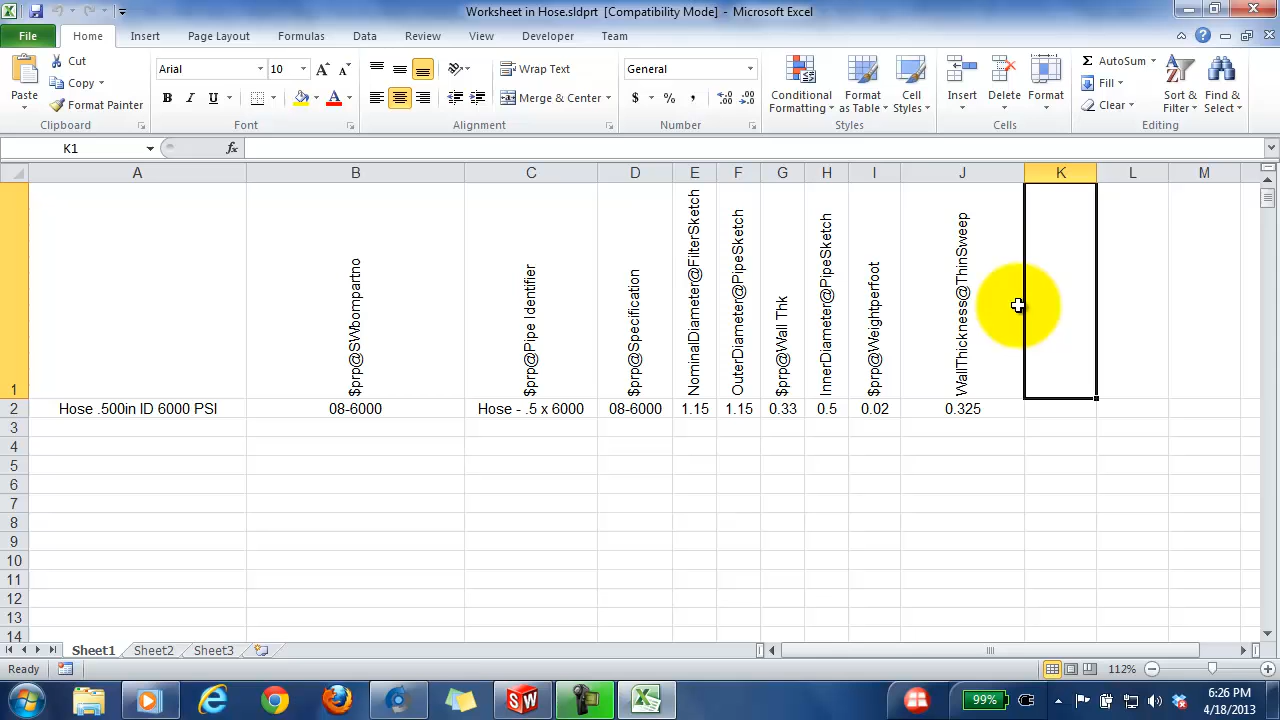 Worksheet in Hose.sldprt [Compatibility Mode] - Microsoft Excel
File Home Insert Page Layout Formulas Data Review View Developer Team
Paste
Cut
Copy
Format Painter
Clipboard
Arial 10
B I U A
Font
Wrap Text
Merge & Center
Alignment
General
$ % ,
Number
Conditional Formatting
Format as Table
Cell Styles
Styles
Insert
Delete
Format
Cells
AutoSum
Fill
Clear
Sort & Filter
Find & Select
Editing
K1 fx
A B C D E F G H I J K L M
1 $prp@SWbompartno $prp@Pipe Identifier $prp@Specification NominalDiameter@FilterSketch OuterDiameter@PipeSketch $prp@Wall Thk InnerDiameter@PipeSketch $prp@Weightperfoot WallThickness@ThinSweep
2 Hose .500in ID 6000 PSI 08-6000 Hose - .5 x 6000 08-6000 1.15 1.15 0.33 0.5 0.02 0.325
3
4
5
6
7
8
9
10
11
12
13
14
Sheet1 Sheet2 Sheet3
Ready 112%
SW 99% 6:26 PM
4/18/2013